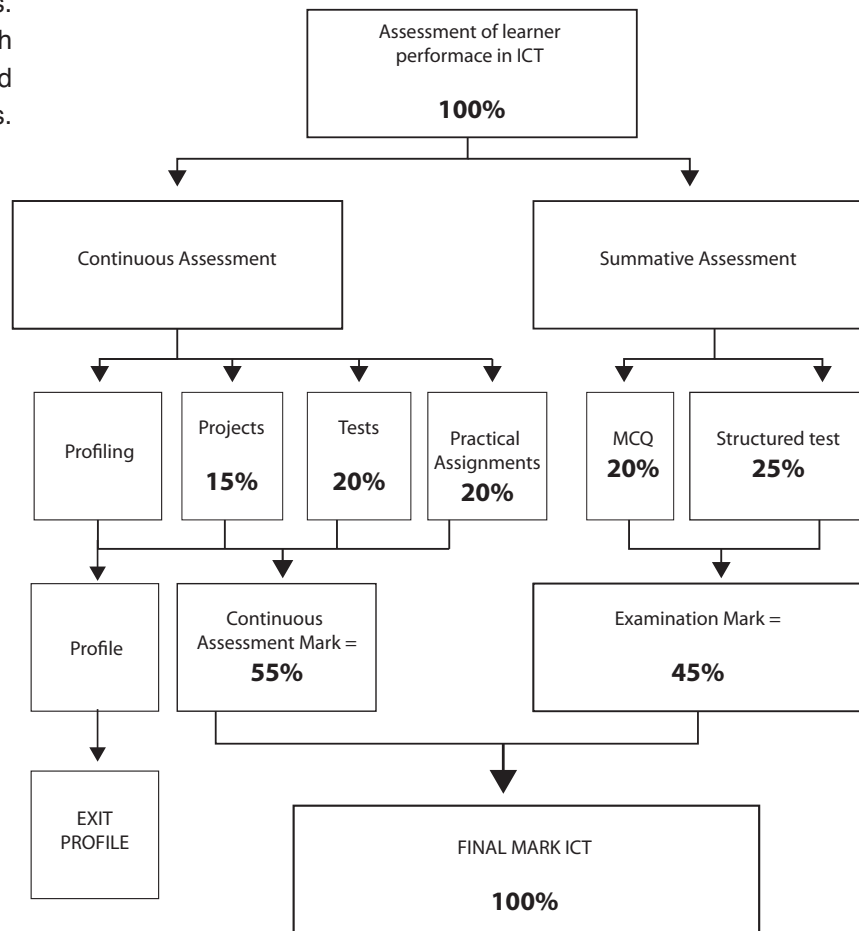 s.
h
d
s.
Assessment of learner
performace in ICT
100%
Continuous Assessment
Summative Assessment
Profiling
Projects
15%
Tests
20%
Practical
Assignments
20%
MCQ
20%
Structured test
25%
Profile
Continuous
Assessment Mark =
55%
Examination Mark =
45%
EXIT
PROFILE
FINAL MARK ICT
100%